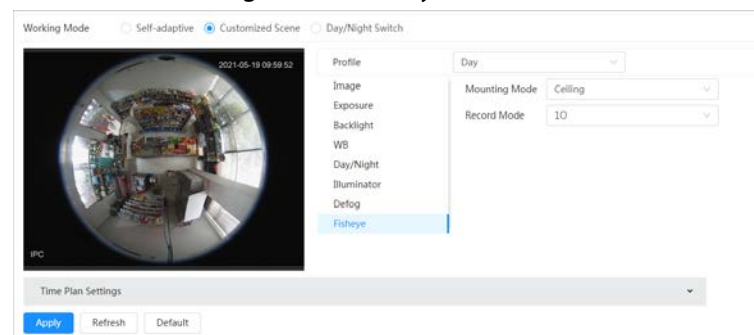 Working Mode Self-adaptive Customized Scene Day/Night Switch
2021-05-19 09:59:52
IPC
Profile Day
Image
Exposure
Backlight
WB
Day/Night
Illuminator
Defog
Fisheye
Mounting Mode Ceiling
Record Mode 1O
Time Plan Settings
Apply Refresh Default